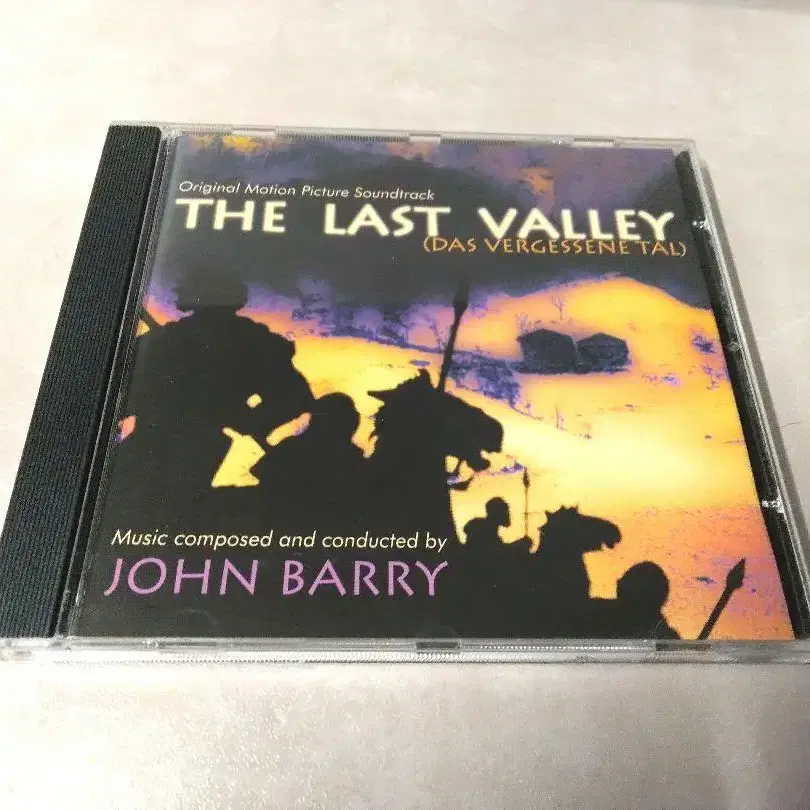 Original Motion Picture Soundtrack
THE LAST VALLEY
(DAS VERGESSENE TAL)
Music composed and conducted by
JOHN BARRY